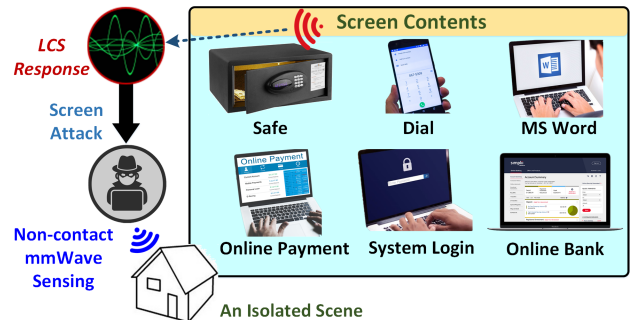 Screen Contents
LCS
Response
Screen
Attack
Safe
Dial
MS Word
Online Payment
Online Payment
System Login
Online Bank
Non-contact
mmWave
Sensing
An Isolated Scene